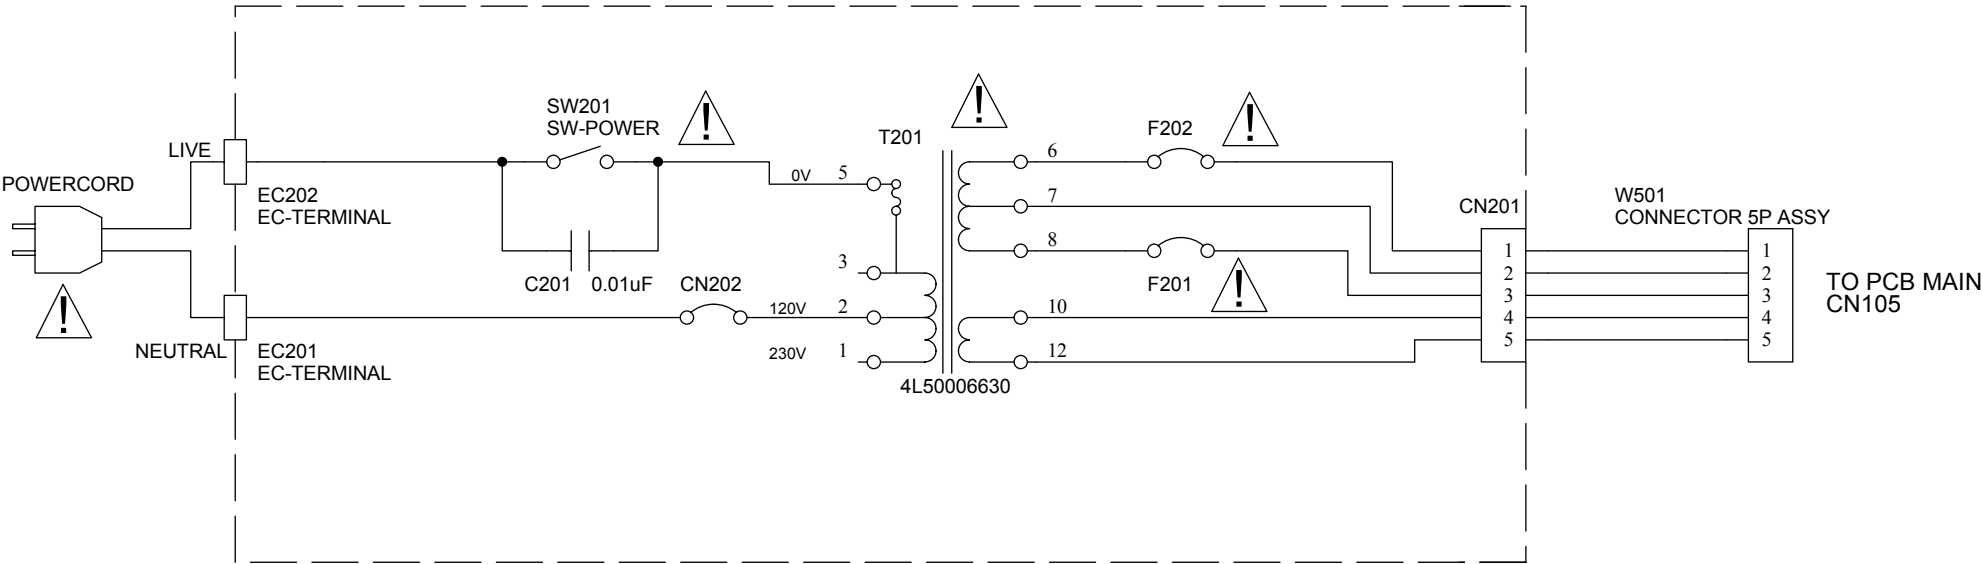 POWERCORD
LIVE
NEUTRAL
!
EC202
EC-TERMINAL
EC201
EC-TERMINAL
SW201
SW-POWER
!
C201 0.01uF
CN202
0V 5
3
120V 2
230V 1
T201
4L50006630
!
6
7
8
10
12
F202
!
F201
!
CN201
1
2
3
4
5
W501
CONNECTOR 5P ASSY
1
2
3
4
5
TO PCB MAIN
CN105